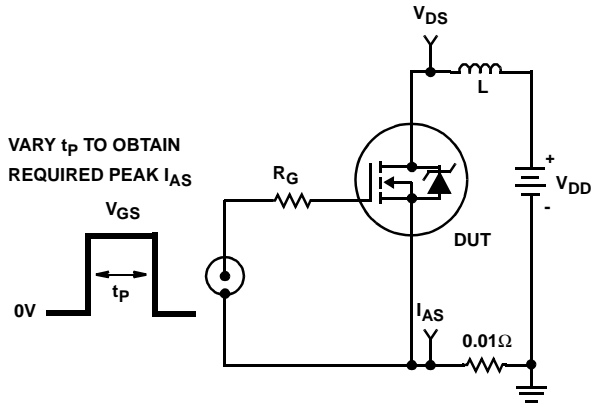 VDS
L
VARY tP TO OBTAIN
REQUIRED PEAK IAS
RG
+
VDD
-
VGS
DUT
tP
0V
IAS
0.01Ω